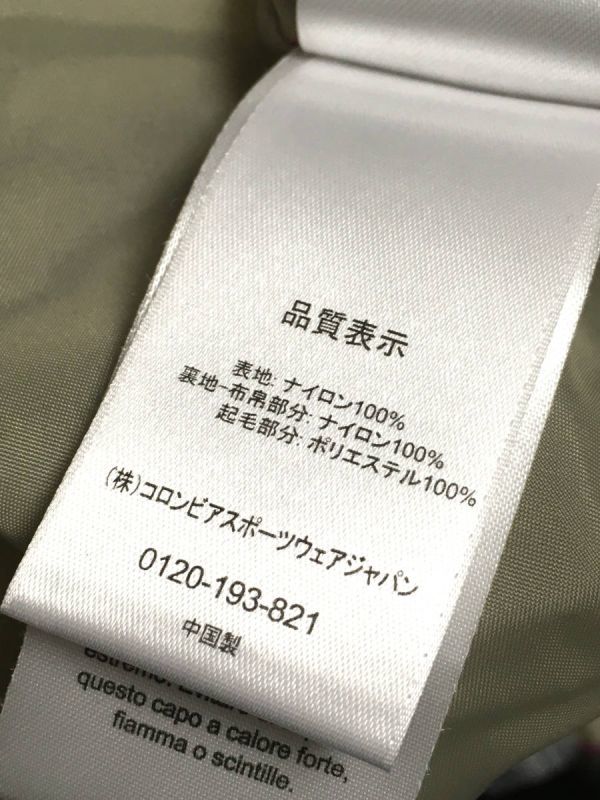 品質表示
表地: ナイロン100%
裏地-布帛部分: ナイロン100%
起毛部分: ポリエステル100%
(株)コロンビアスポーツウェアジャパン
0120-193-821
中国製
questo capo a calore forte,
fiamma o scintille.